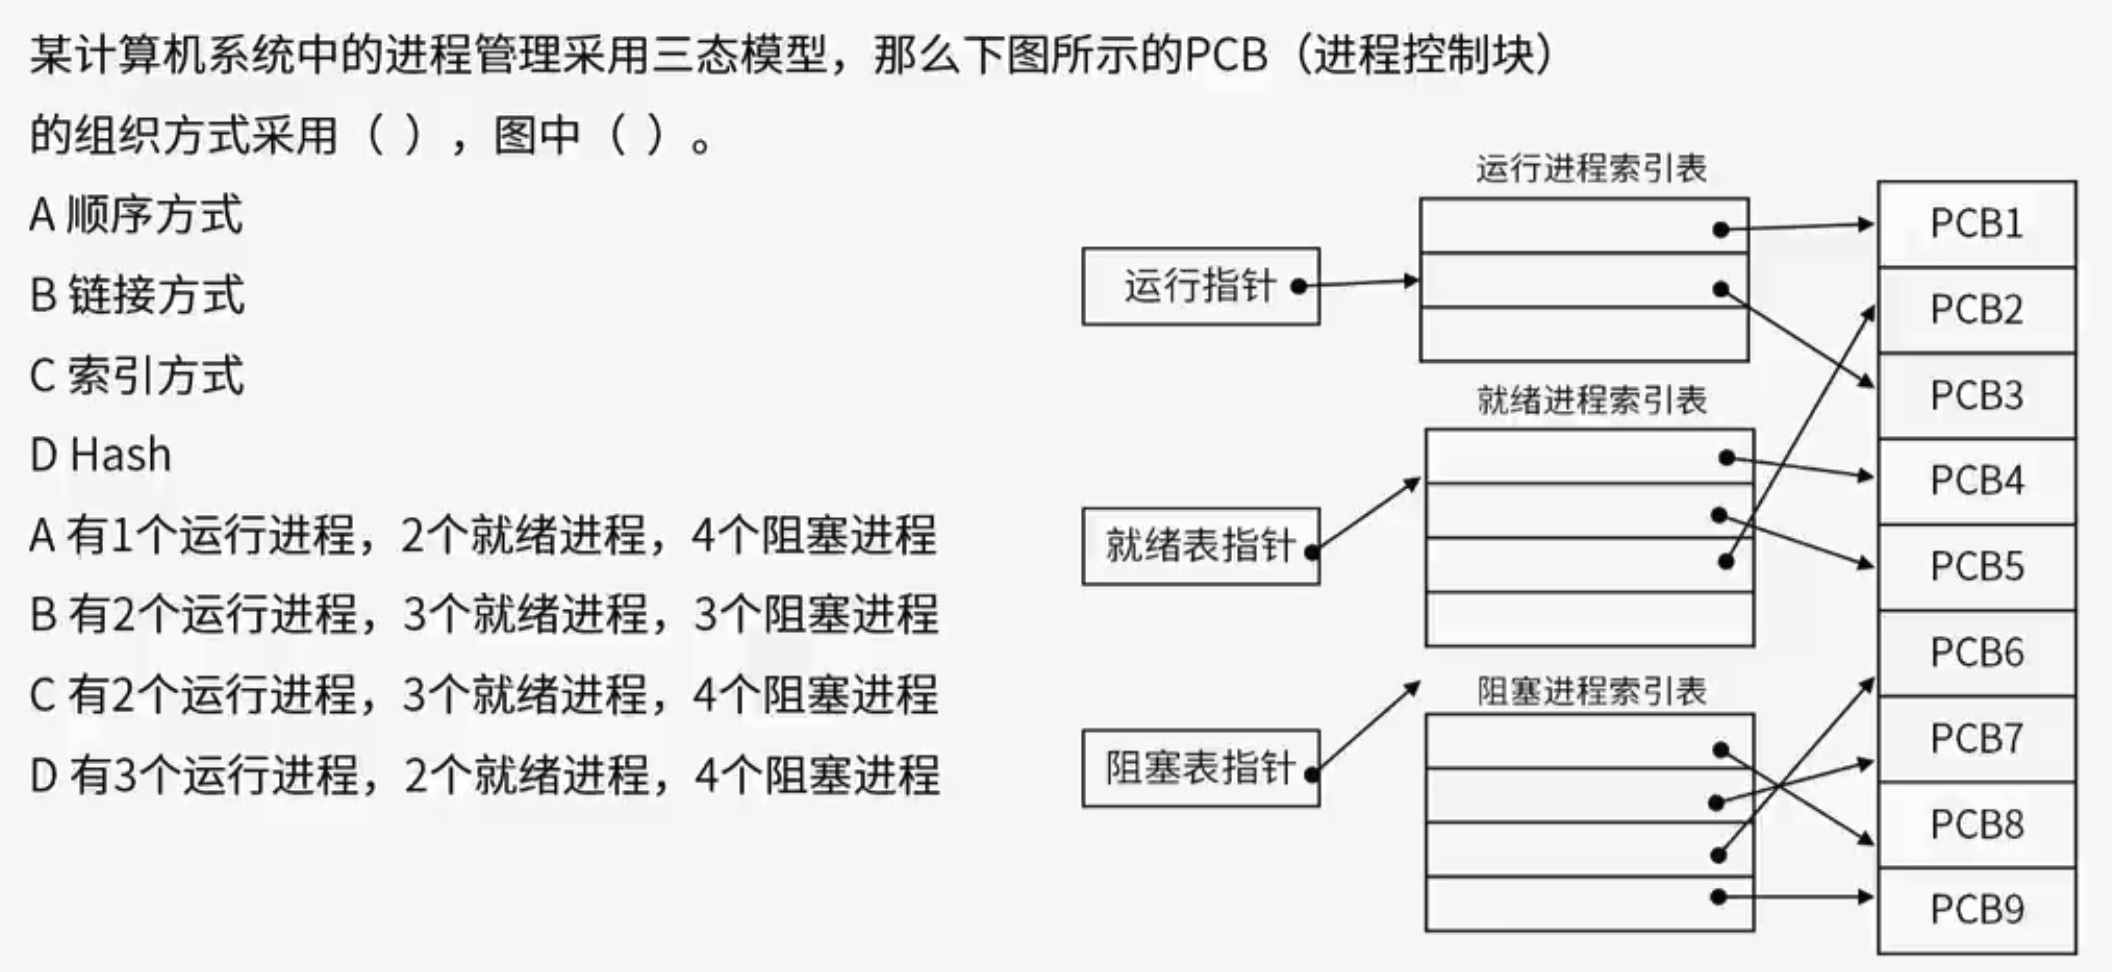 某计算机系统中的进程管理采用三态模型，那么下图所示的PCB（进程控制块）
的组织方式采用（ ），图中（ ）。
A 顺序方式
B 链接方式
C 索引方式
D Hash
A 有1个运行进程，2个就绪进程，4个阻塞进程
B 有2个运行进程，3个就绪进程，3个阻塞进程
C 有2个运行进程，3个就绪进程，4个阻塞进程
D 有3个运行进程，2个就绪进程，4个阻塞进程
运行进程索引表
运行指针
就绪进程索引表
就绪表指针
阻塞进程索引表
阻塞表指针
PCB1
PCB2
PCB3
PCB4
PCB5
PCB6
PCB7
PCB8
PCB9